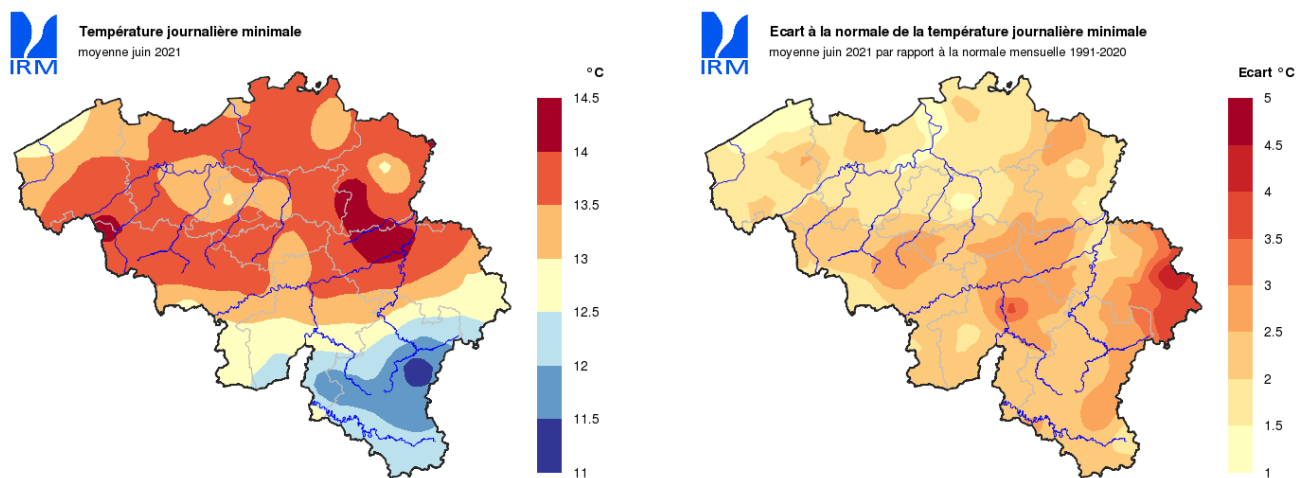 IRM
Température journalière minimale
moyenne juin 2021
°C
14.5
14
13.5
13
12.5
12
11.5
11
IRM
Ecart à la normale de la température journalière minimale
moyenne juin 2021 par rapport à la normale mensuelle 1991-2020
Ecart °C
5
4.5
4
3.5
3
2.5
2
1.5
1